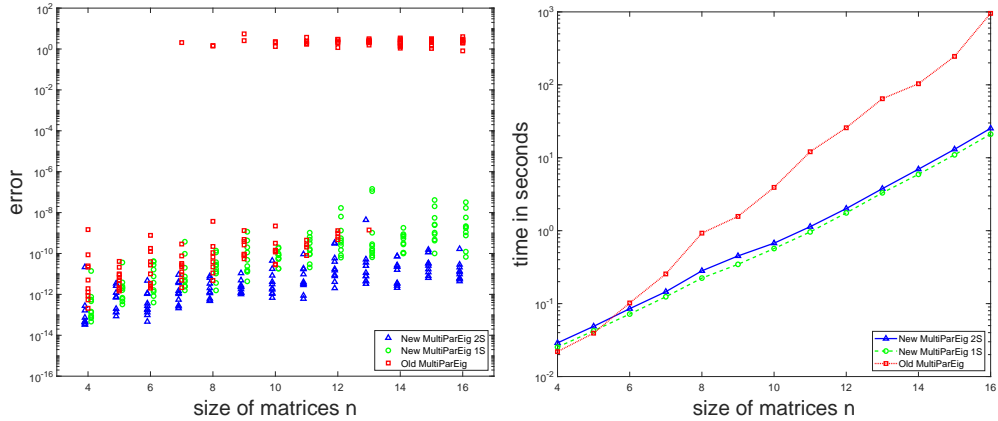 10^2
10^0
10^-2
10^-4
10^-6
10^-8
10^-10
10^-12
10^-14
10^-16
error
4 6 8 10 12 14 16
size of matrices n
New MultiParEig 2S
New MultiParEig 1S
Old MultiParEig
10^3
10^2
10^1
10^0
10^-1
10^-2
time in seconds
4 6 8 10 12 14 16
size of matrices n
New MultiParEig 2S
New MultiParEig 1S
Old MultiParEig